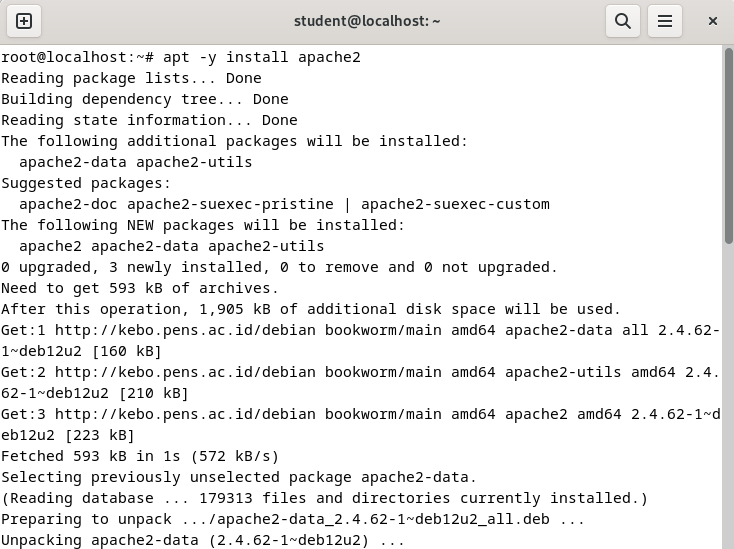 student@localhost: ~
root@localhost:~# apt -y install apache2
Reading package lists... Done
Building dependency tree... Done
Reading state information... Done
The following additional packages will be installed:
  apache2-data apache2-utils
Suggested packages:
  apache2-doc apache2-suexec-pristine | apache2-suexec-custom
The following NEW packages will be installed:
  apache2 apache2-data apache2-utils
0 upgraded, 3 newly installed, 0 to remove and 0 not upgraded.
Need to get 593 kB of archives.
After this operation, 1,905 kB of additional disk space will be used.
Get:1 http://kebo.pens.ac.id/debian bookworm/main amd64 apache2-data all 2.4.62-
1~deb12u2 [160 kB]
Get:2 http://kebo.pens.ac.id/debian bookworm/main amd64 apache2-utils amd64 2.4.
62-1~deb12u2 [210 kB]
Get:3 http://kebo.pens.ac.id/debian bookworm/main amd64 apache2 amd64 2.4.62-1~d
eb12u2 [223 kB]
Fetched 593 kB in 1s (572 kB/s)
Selecting previously unselected package apache2-data.
(Reading database ... 179313 files and directories currently installed.)
Preparing to unpack .../apache2-data_2.4.62-1~deb12u2_all.deb ...
Unpacking apache2-data (2.4.62-1~deb12u2) ...